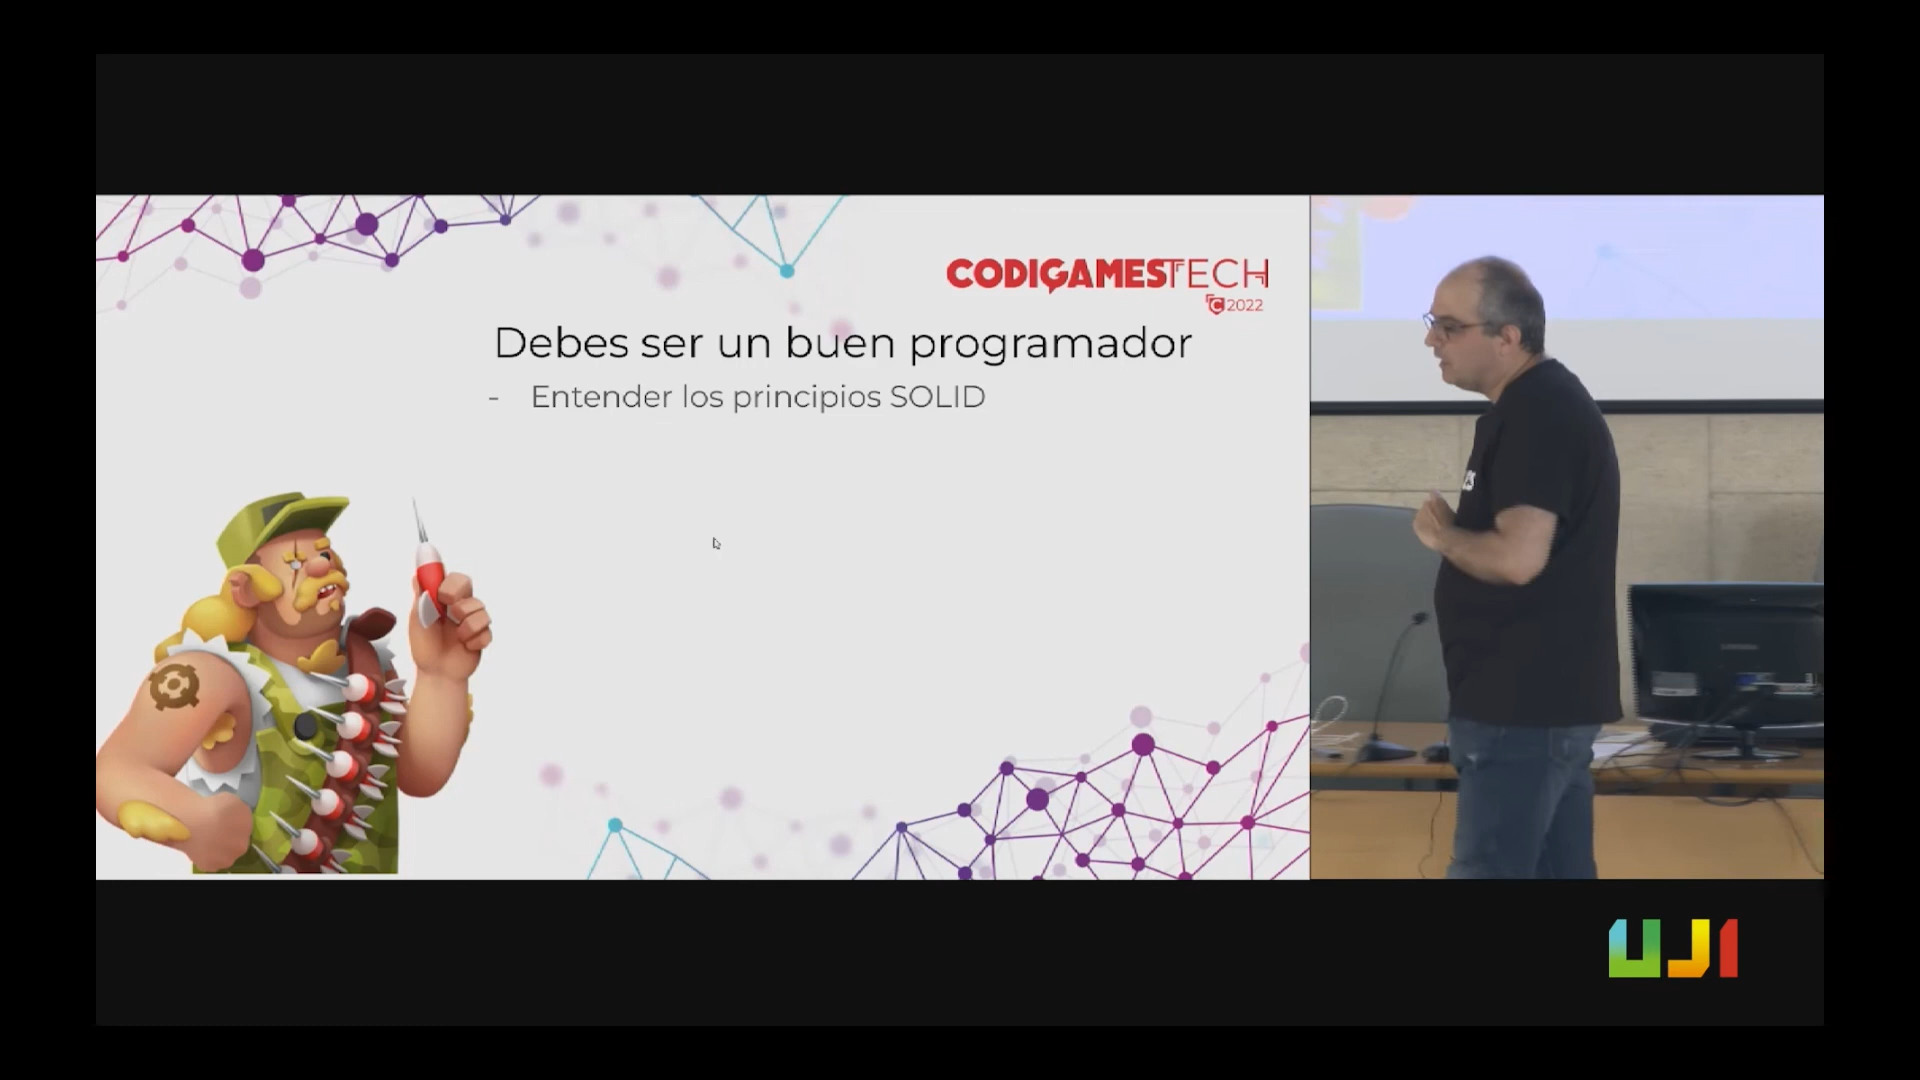 CODIGAMESTECH
C 2022
Debes ser un buen programador
- Entender los principios SOLID
UJI